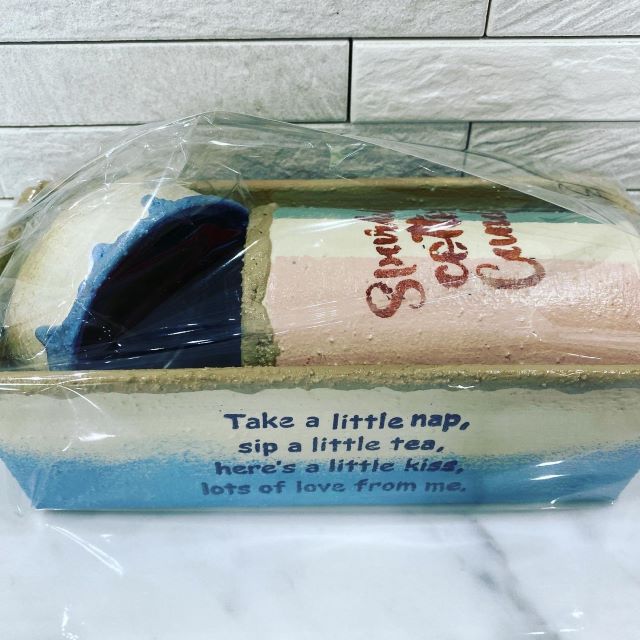 Take a little nap,
sip a little tea,
here's a little kiss,
lots of love from me.